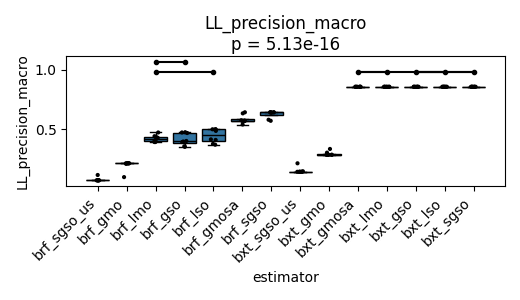 LL_precision_macro
p = 5.13e-16
LL_precision_macro
1.0
0.5
brf_sgso_us
brf_gmo
brf_lmo
brf_gso
brf_lso
brf_gmosa
brf_sgso
bxt_sgso_us
bxt_gmo
bxt_gmosa
bxt_lmo
bxt_gso
bxt_lso
bxt_sgso
estimator